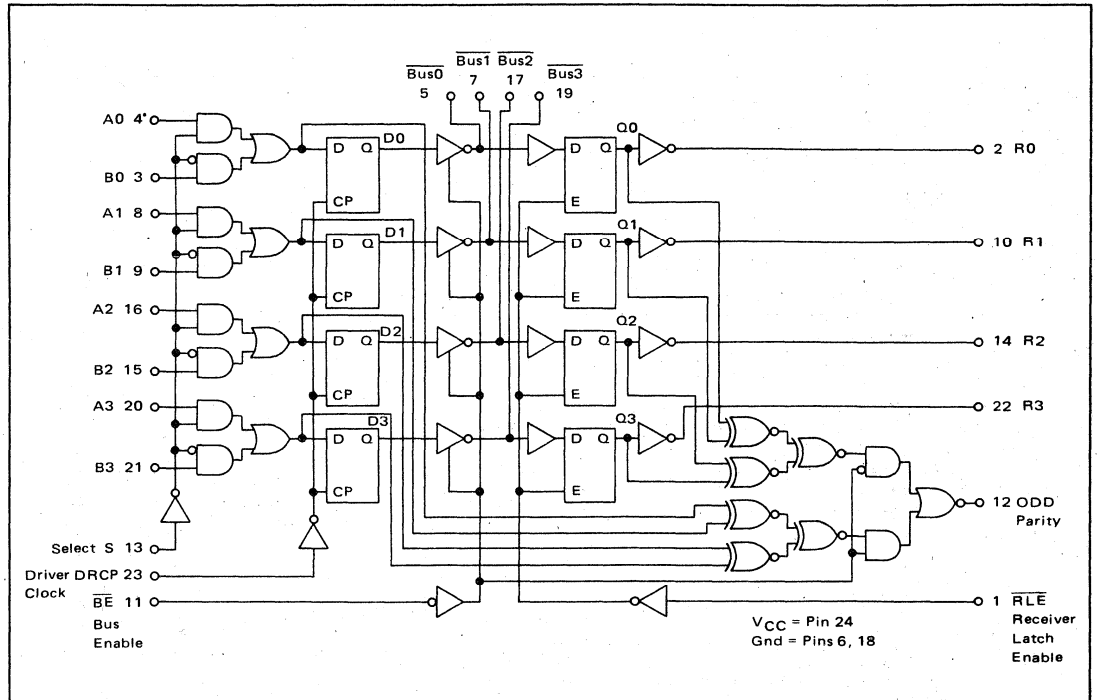 Bus0
5
Bus1
7
Bus2
17
Bus3
19
A0 4
B0 3
A1 8
B1 9
A2 16
B2 15
A3 20
B3 21
D Q D0
CP
D Q D1
CP
D Q D2
CP
D Q D3
CP
D Q Q0
E
D Q Q1
E
D Q Q2
E
D Q Q3
E
2 R0
10 R1
14 R2
22 R3
12 ODD
Parity
Select S 13
Driver DRCP 23
Clock
BE 11
Bus
Enable
VCC = Pin 24
Gnd = Pins 6, 18
1 RLE
Receiver
Latch
Enable